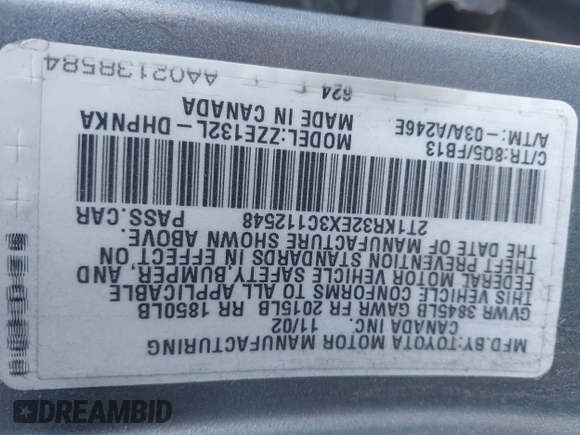 MFD.BY:TOYOTA MOTOR MANUFACTURING
CANADA INC. 11/02
GVWR 3845LB GAWR FR 2015LB RR 1850LB
THIS VEHICLE CONFORMS TO ALL APPLICABLE
FEDERAL MOTOR VEHICLE SAFETY, BUMPER, AND
THEFT PREVENTION STANDARDS IN EFFECT ON
THE DATE OF MANUFACTURE SHOWN ABOVE.
2T1KR32EX3C112548 PASS.CAR
C/TR:8Q5/FB13 MODEL:ZZE132L-DHPNKA
A/TM:-03A/A246E MADE IN CANADA
624
AA02138584
DREAMBID